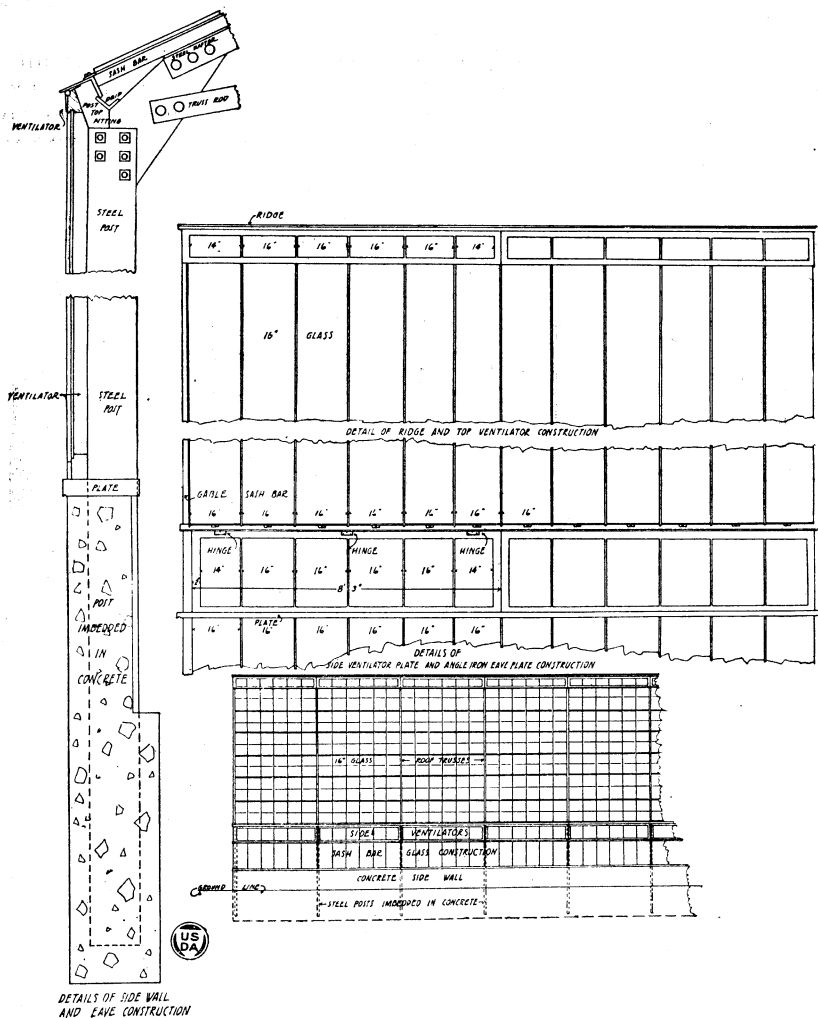 SASH BAR
STEEL RAFTER
DRIP
POST
TOP
FITTING
TRUSS ROD
VENTILATOR
STEEL
POST
VENTILATOR
STEEL
POST
PLATE
POST
IMBEDDED
IN
CONCRETE
DETAILS OF SIDE WALL
AND EAVE CONSTRUCTION
US
DA
RIDGE
14" 16" 16" 16" 16" 14"
16" GLASS
DETAIL OF RIDGE AND TOP VENTILATOR CONSTRUCTION
GABLE SASH BAR
16" 16 16" 16" 16" 16" 16"
HINGE HINGE HINGE
14" 16" 16" 16" 16" 14"
8' 3"
PLATE
16" 16" 16" 16" 16" 16"
DETAILS OF
SIDE VENTILATOR PLATE AND ANGLE IRON EAVE PLATE CONSTRUCTION
16" GLASS ROOF TRUSSES
SIDE VENTILATORS
SASH BAR GLASS CONSTRUCTION
CONCRETE SIDE WALL
GROUND LINE
STEEL POSTS IMBEDDED IN CONCRETE